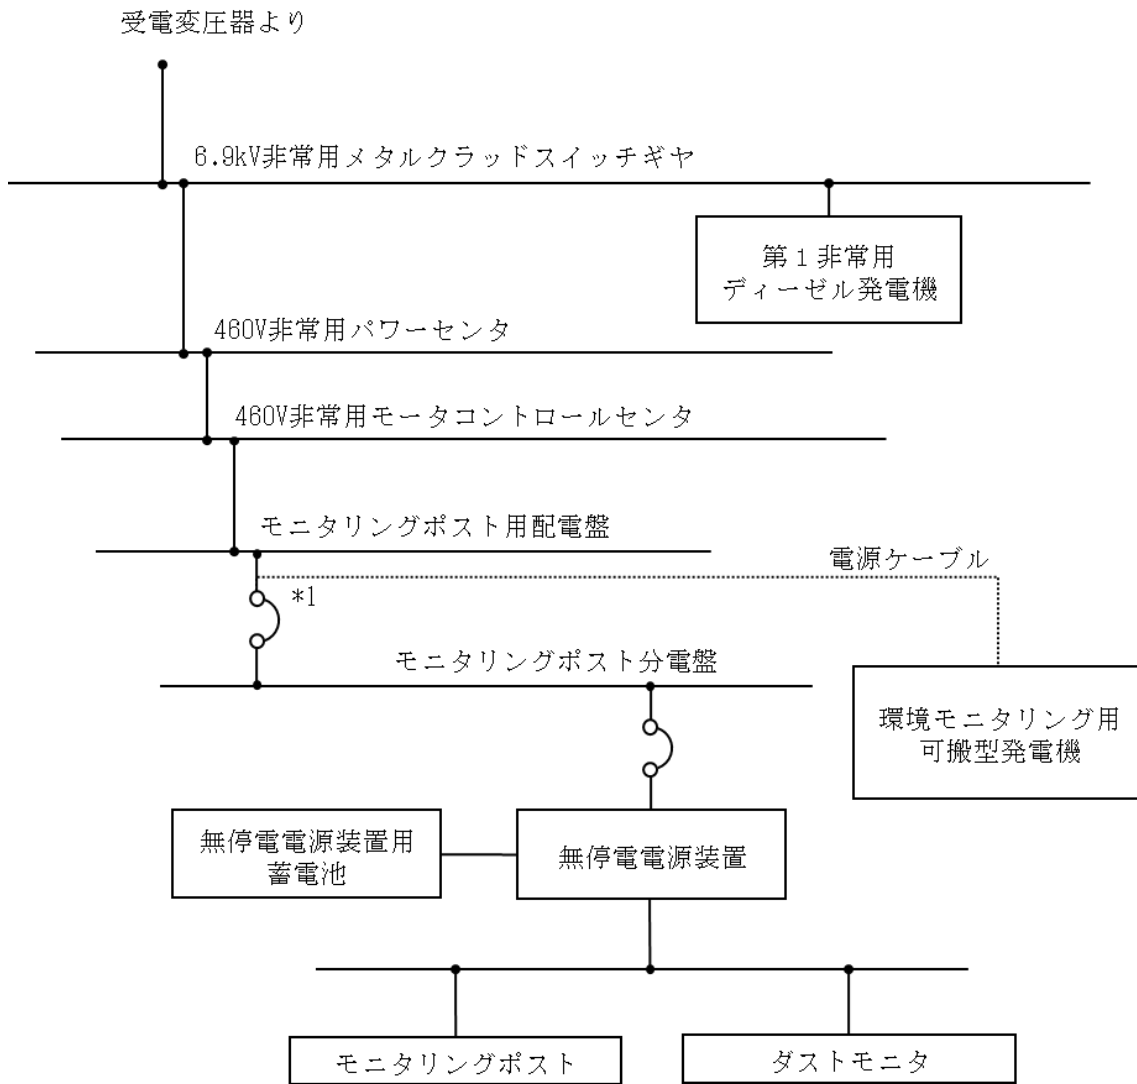 受電変圧器より
6.9kV非常用メタルクラッドスイッチギヤ
第1非常用
ディーゼル発電機
460V非常用パワーセンタ
460V非常用モータコントロールセンタ
モニタリングポスト用配電盤
電源ケーブル
*1
モニタリングポスト分電盤
環境モニタリング用
可搬型発電機
無停電電源装置用
蓄電池
無停電電源装置
モニタリングポスト
ダストモニタ